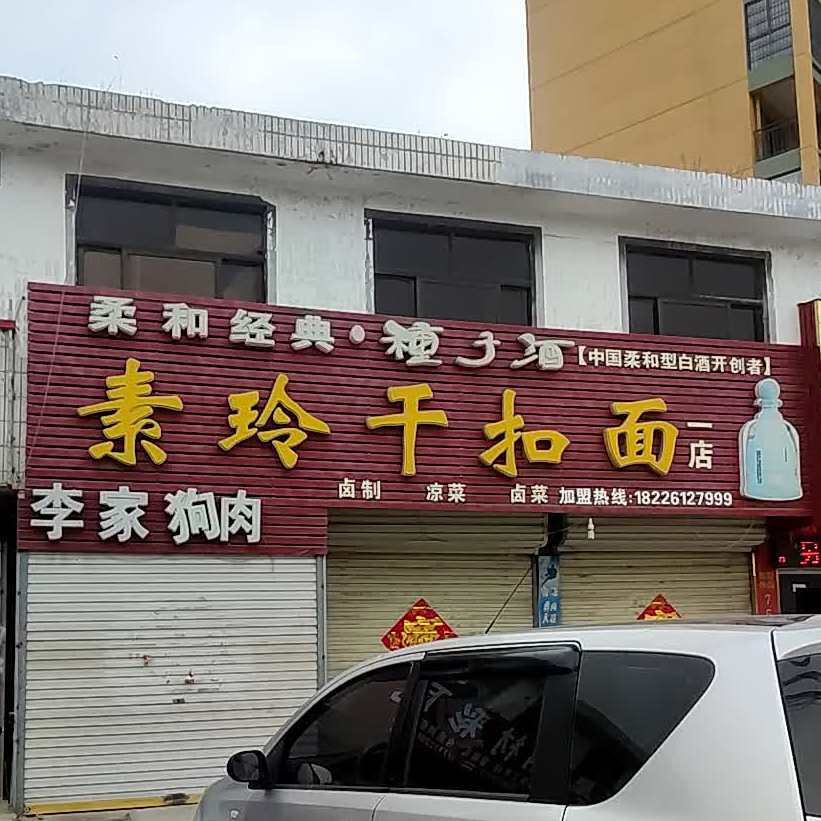 柔和经典·種子酒【中国柔和型白酒开创者】
素玲干扣面一店
卤制 凉菜 卤菜 加盟热线:18226127999
李家狗肉